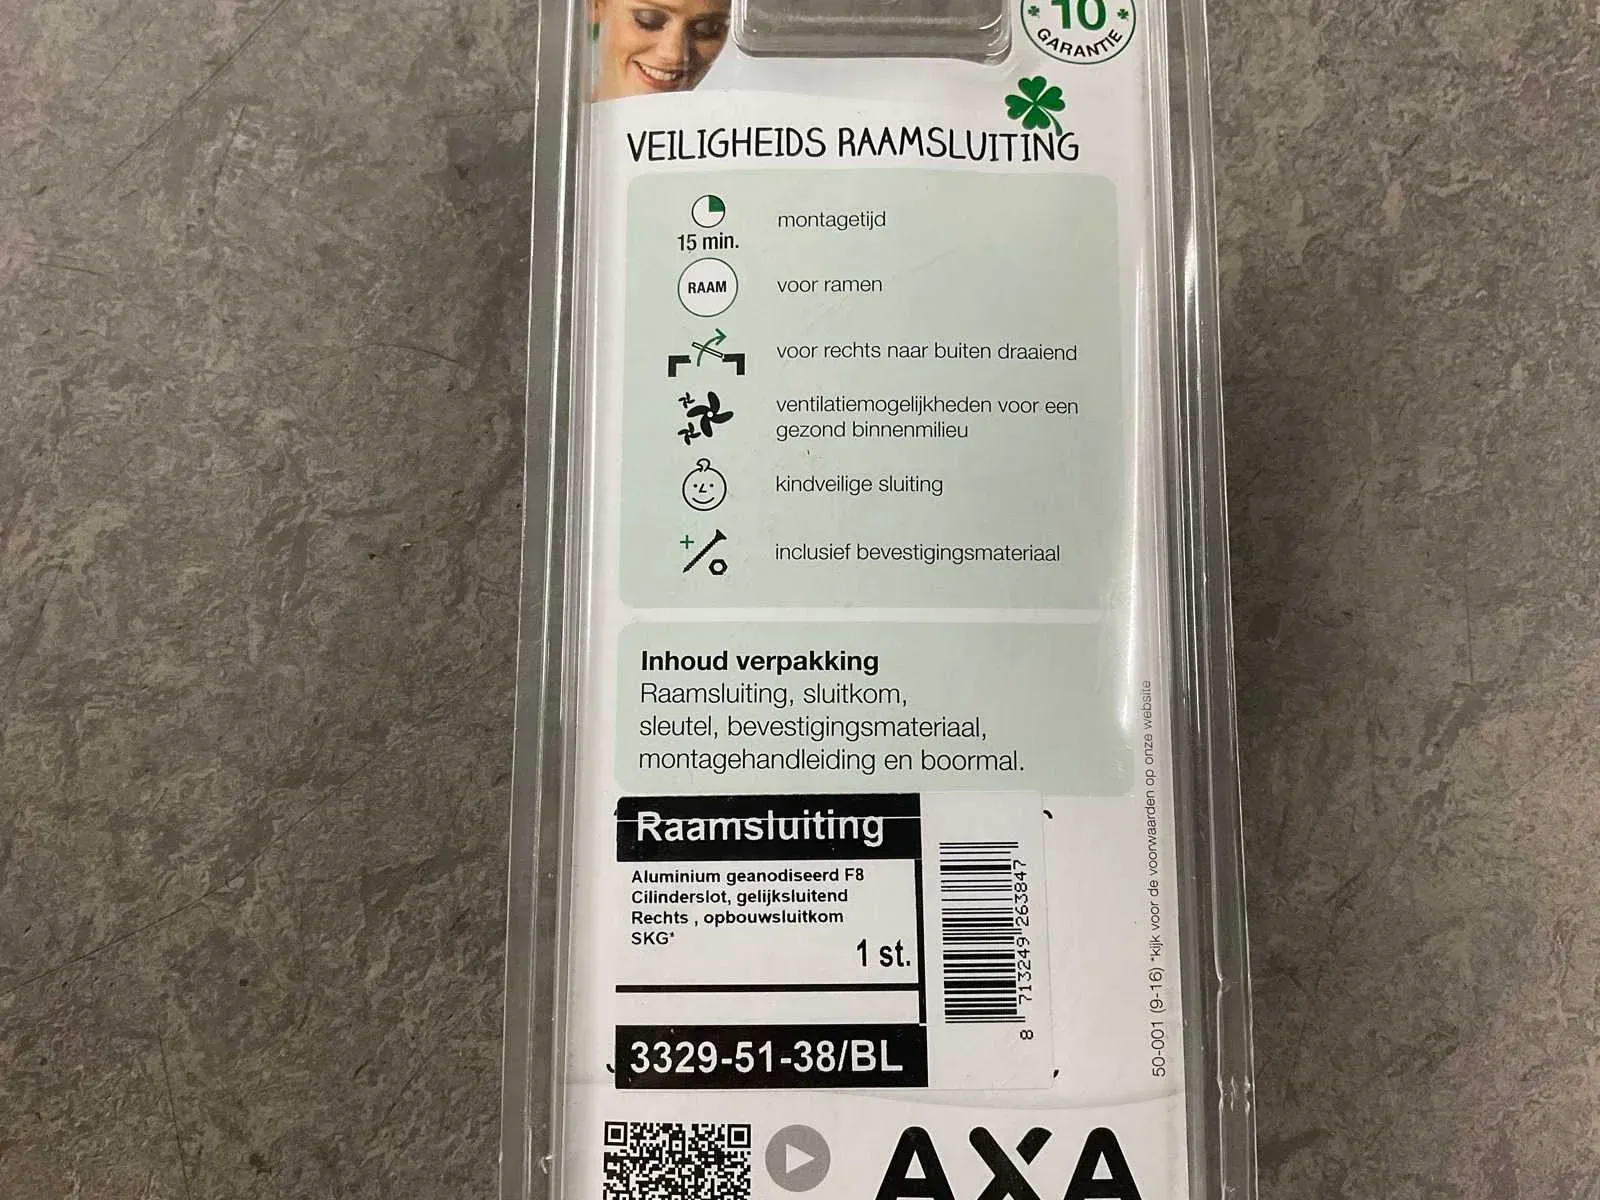 10
GARANTIE
VEILIGHEIDS RAAMSLUITING
15 min.
montagetijd
RAAM
voor ramen
voor rechts naar buiten draaiend
ventilatiemogelijkheden voor een
gezond binnenmilieu
kindveilige sluiting
inclusief bevestigingsmateriaal
Inhoud verpakking
Raamsluiting, sluitkom,
sleutel, bevestigingsmateriaal,
montagehandleiding en boormal.
Raamsluiting
Aluminium geanodiseerd F8
Cilinderslot, gelijksluitend
Rechts , opbouwsluitkom
SKG*
1 st.
3329-51-38/BL
8 713249 263847
50-001 (9-16) *kijk voor de voorwaarden op onze website
AXA